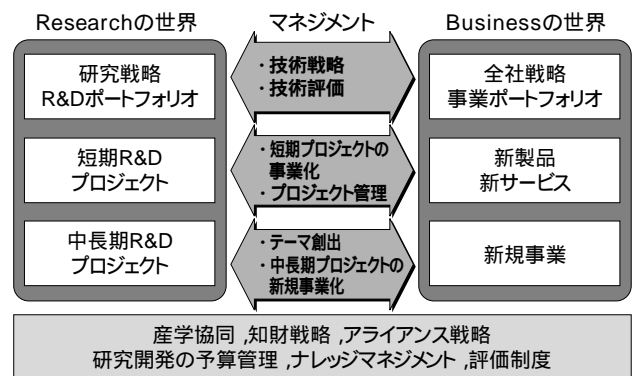 Researchの世界
マネジメント
Businessの世界
研究戦略
R&Dポートフォリオ
・技術戦略
・技術評価
全社戦略
事業ポートフォリオ
短期R&D
プロジェクト
・短期プロジェクトの
事業化
・プロジェクト管理
新製品
新サービス
中長期R&D
プロジェクト
・テーマ創出
・中長期プロジェクトの
新規事業化
新規事業
産学協同 ,知財戦略 ,アライアンス戦略
研究開発の予算管理 ,ナレッジマネジメント ,評価制度